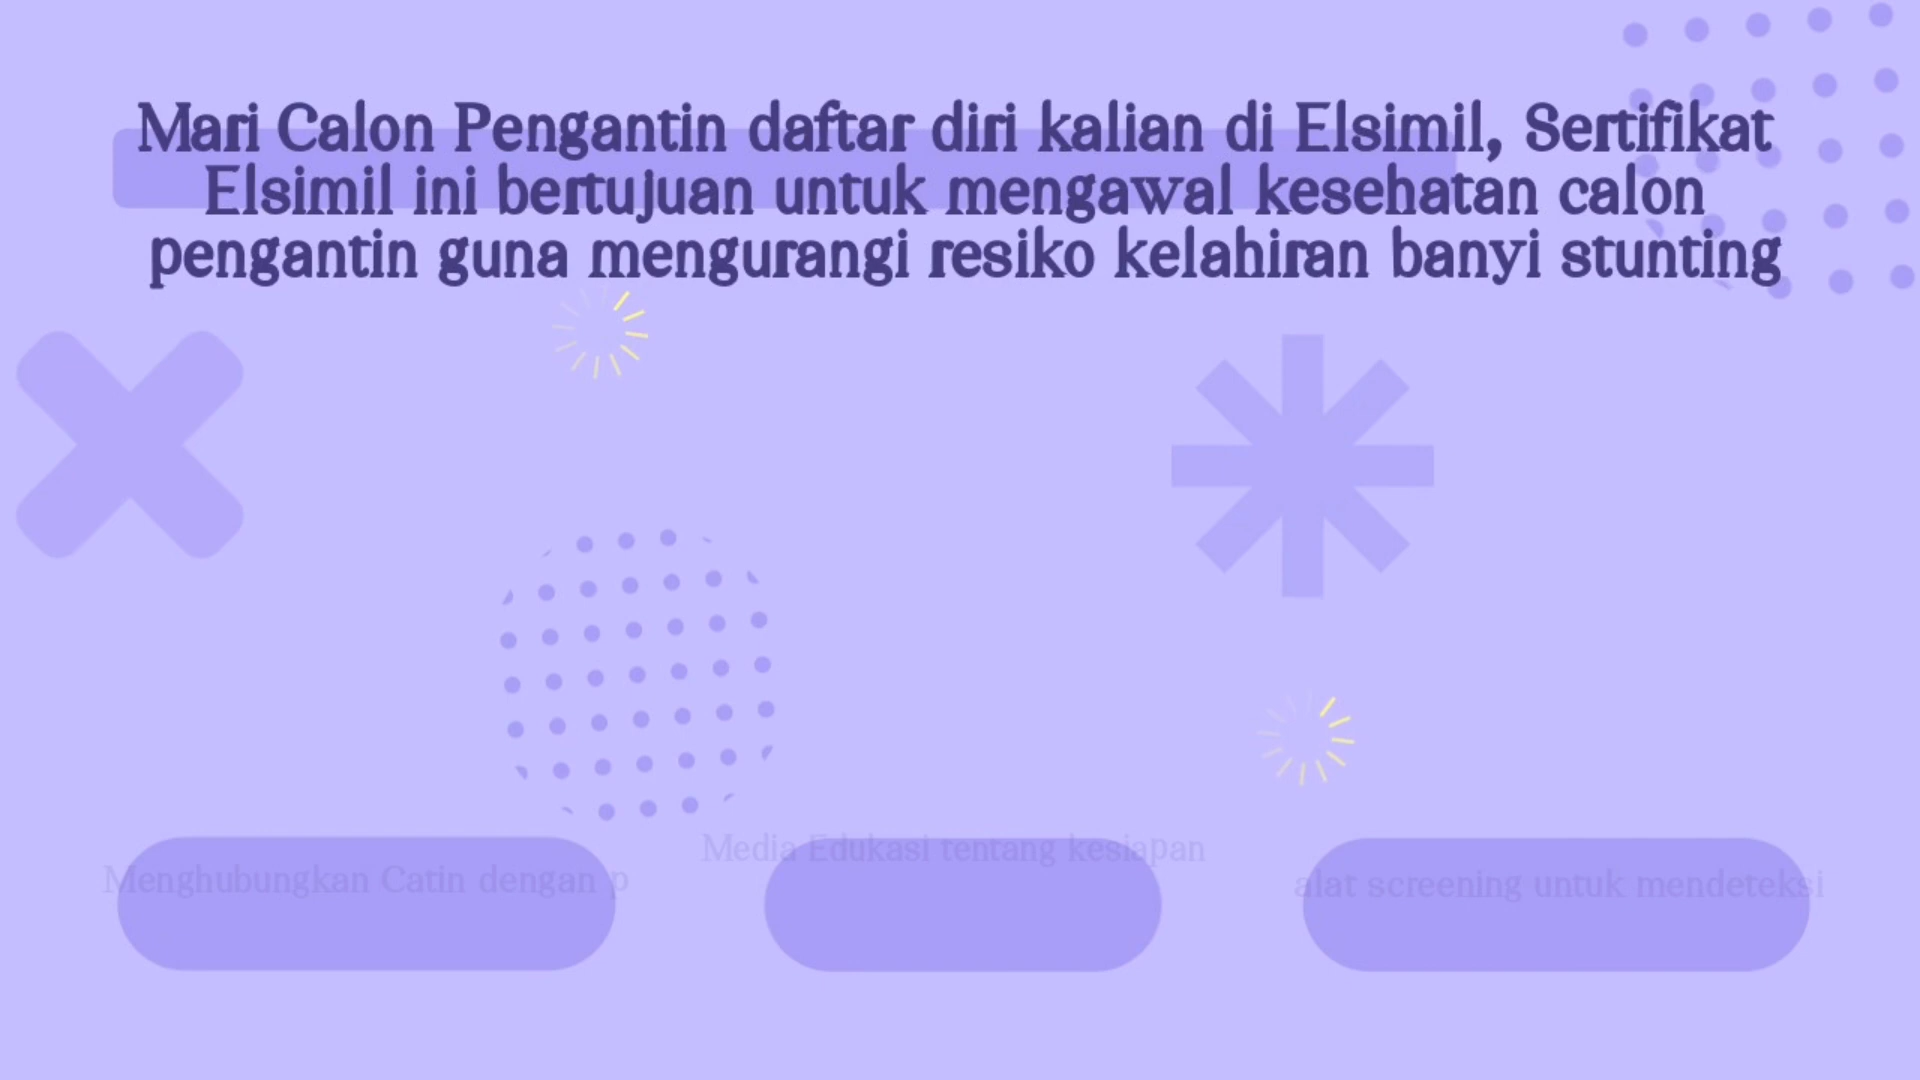 Mari Calon Pengantin daftar diri kalian di Elsimil, Sertifikat
Elsimil ini bertujuan untuk mengawal kesehatan calon
pengantin guna mengurangi resiko kelahiran banyi stunting
Media Edukasi tentang kesiapan
Menghubungkan Catin dengan p
alat screening untuk mendeteksi